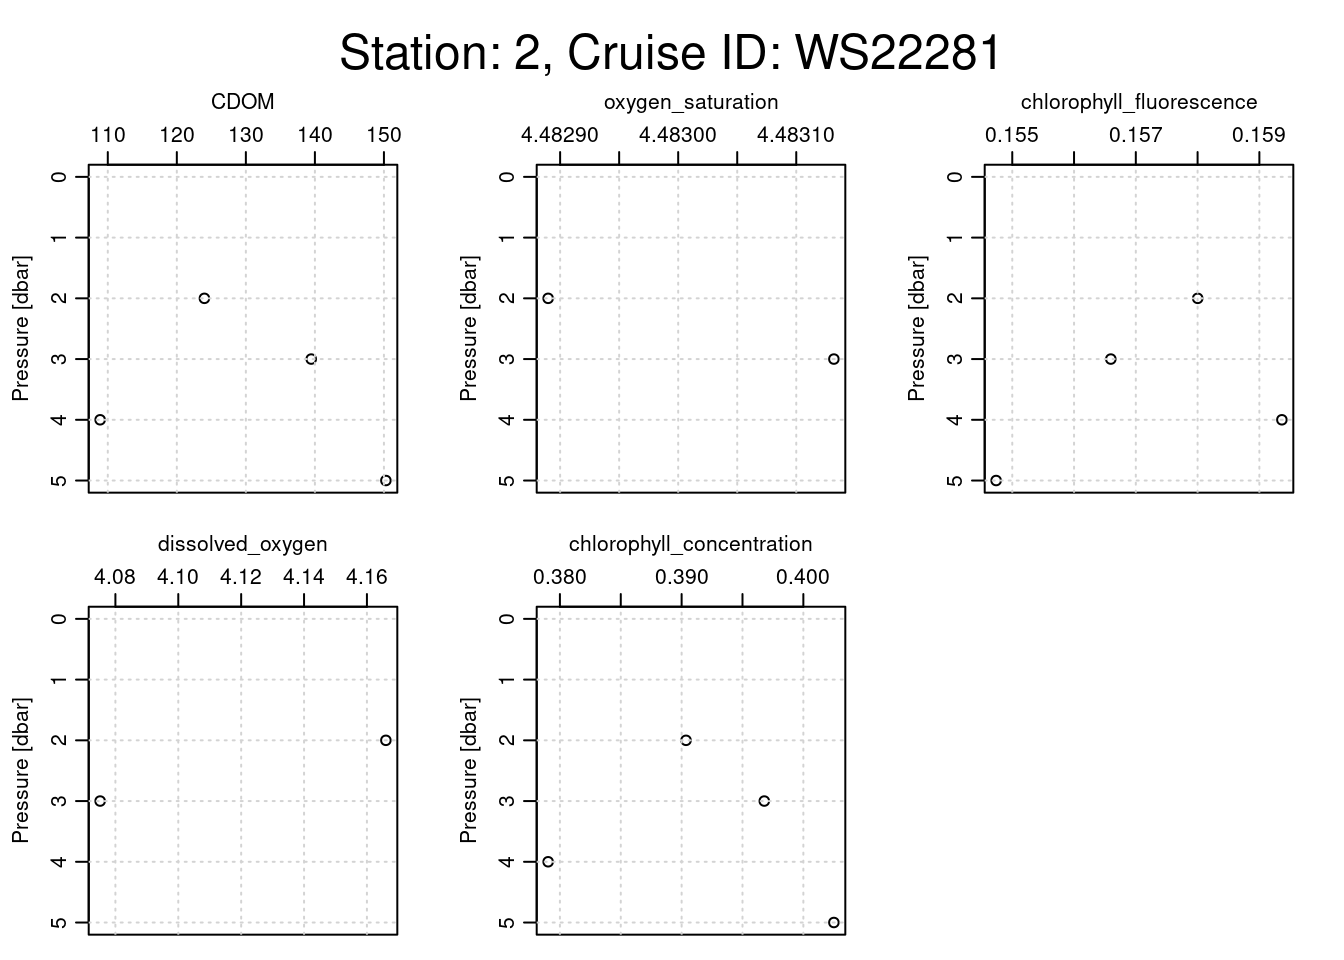 Station: 2, Cruise ID: WS22281
CDOM
110 120 130 140 150
0
1
2
3
4
5
Pressure [dbar]
oxygen_saturation
4.48290 4.48300 4.48310
0
1
2
3
4
5
Pressure [dbar]
chlorophyll_fluorescence
0.155 0.157 0.159
0
1
2
3
4
5
Pressure [dbar]
dissolved_oxygen
4.08 4.10 4.12 4.14 4.16
0
1
2
3
4
5
Pressure [dbar]
chlorophyll_concentration
0.380 0.390 0.400
0
1
2
3
4
5
Pressure [dbar]